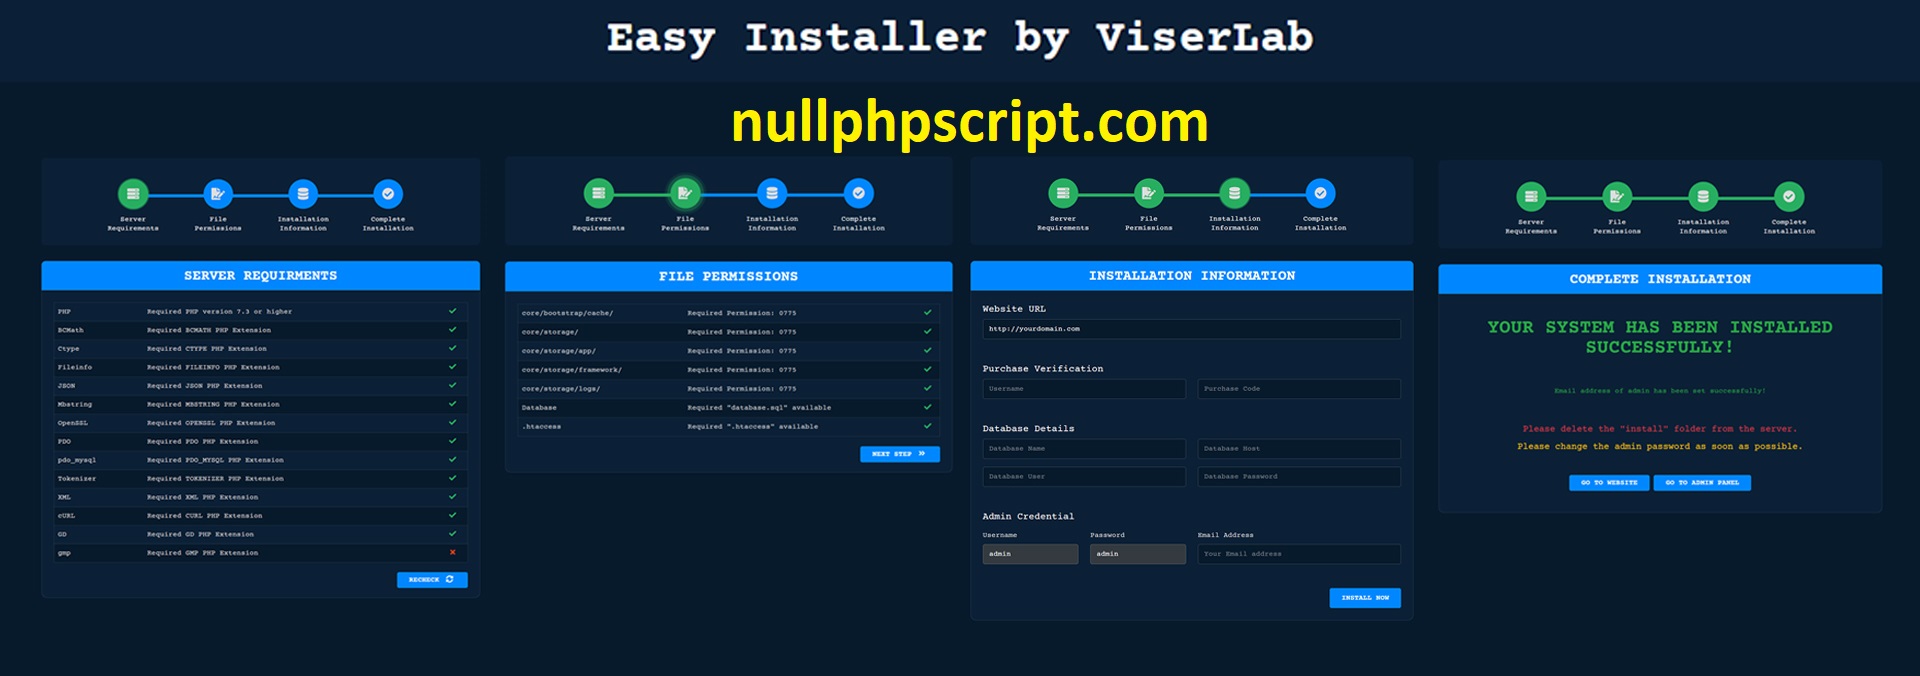 Easy Installer by ViserLab
nullphpscript.com
Server
Requirements
File
Permissions
Installation
Information
Complete
Installation
SERVER REQUIRMENTS
PHP Required PHP version 7.3 or higher
BCMath Required BCMATH PHP Extension
Ctype Required CTYPE PHP Extension
Fileinfo Required FILEINFO PHP Extension
JSON Required JSON PHP Extension
Mbstring Required MBSTRING PHP Extension
OpenSSL Required OPENSSL PHP Extension
PDO Required PDO PHP Extension
pdo_mysql Required PDO_MYSQL PHP Extension
Tokenizer Required TOKENIZER PHP Extension
XML Required XML PHP Extension
cURL Required CURL PHP Extension
GD Required GD PHP Extension
gmp Required GMP PHP Extension
RECHECK
Server
Requirements
File
Permissions
Installation
Information
Complete
Installation
FILE PERMISSIONS
core/bootstrap/cache/ Required Permission: 0775
core/storage/ Required Permission: 0775
core/storage/app/ Required Permission: 0775
core/storage/framework/ Required Permission: 0775
core/storage/logs/ Required Permission: 0775
Database Required "database.sql" available
.htaccess Required ".htaccess" available
NEXT STEP
Server
Requirements
File
Permissions
Installation
Information
Complete
Installation
INSTALLATION INFORMATION
Website URL
http://yourdomain.com
Purchase Verification
Username Purchase Code
Database Details
Database Name Database Host
Database User Database Password
Admin Credential
Username Password Email Address
admin admin Your Email address
INSTALL NOW
Server
Requirements
File
Permissions
Installation
Information
Complete
Installation
COMPLETE INSTALLATION
YOUR SYSTEM HAS BEEN INSTALLED
SUCCESSFULLY!
Email address of admin has been set successfully!
Please delete the "install" folder from the server.
Please change the admin password as soon as possible.
GO TO WEBSITE GO TO ADMIN PANEL